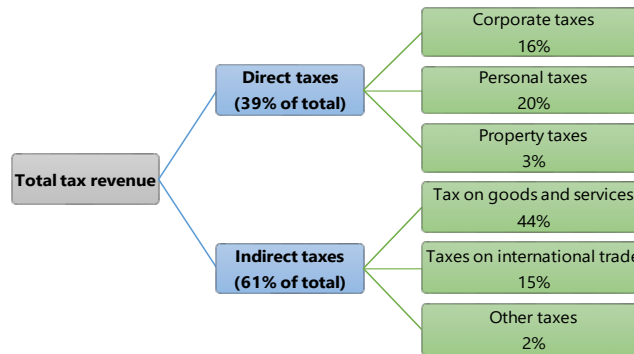 Total tax revenue
Direct taxes
(39% of total)
Corporate taxes
16%
Personal taxes
20%
Property taxes
3%
Indirect taxes
(61% of total)
Tax on goods and services
44%
Taxes on international trade
15%
Other taxes
2%